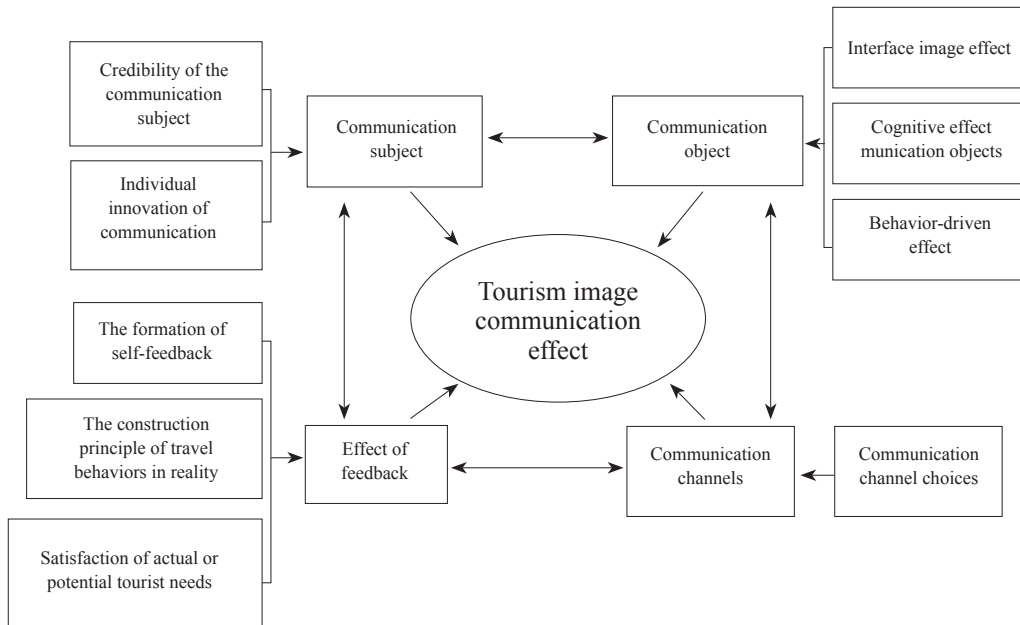 Credibility of the
communication
subject
Individual
innovation of
communication
Communication
subject
Communication
object
Interface image effect
Cognitive effect
munication objects
Behavior-driven
effect
Tourism image
communication
effect
The formation of
self-feedback
The construction
principle of travel
behaviors in reality
Satisfaction of actual or
potential tourist needs
Effect of
feedback
Communication
channels
Communication
channel choices